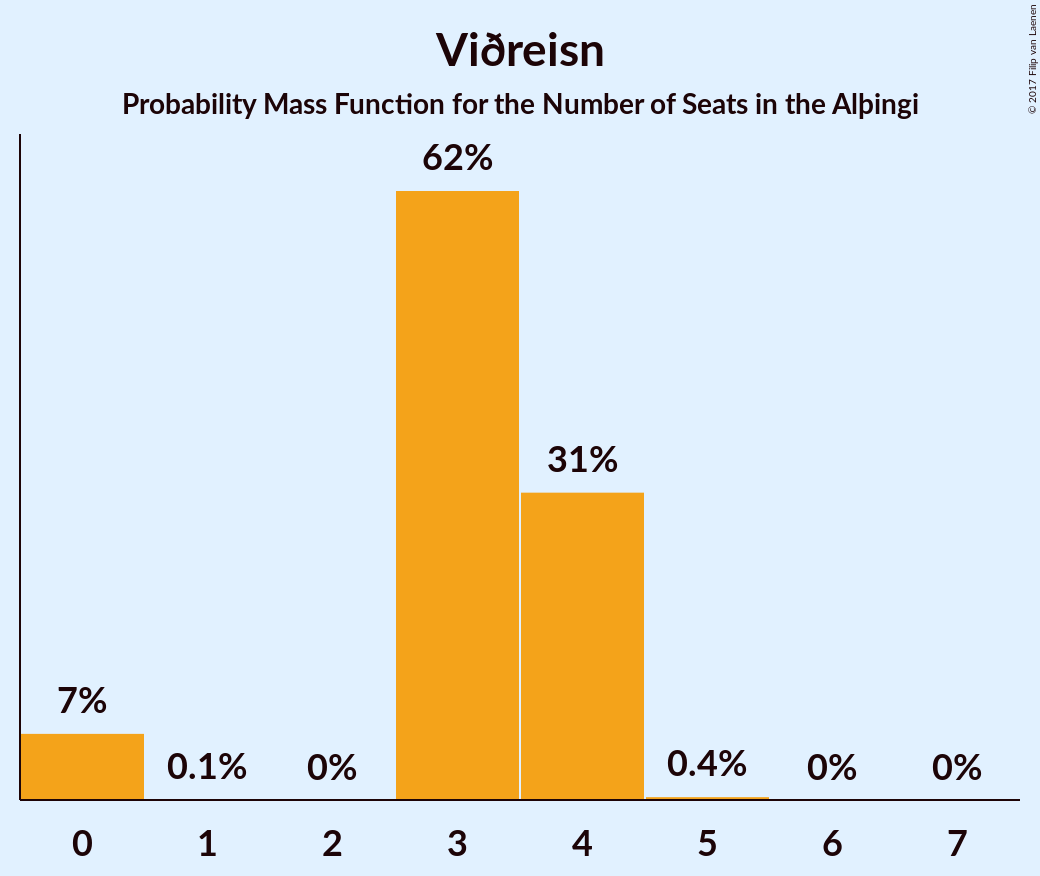 Viðreisn
Probability Mass Function for the Number of Seats in the Alþingi
© 2017 Filip van Laenen
62%
31%
7%
0.1%
0%
0.4%
0%
0%
0 1 2 3 4 5 6 7